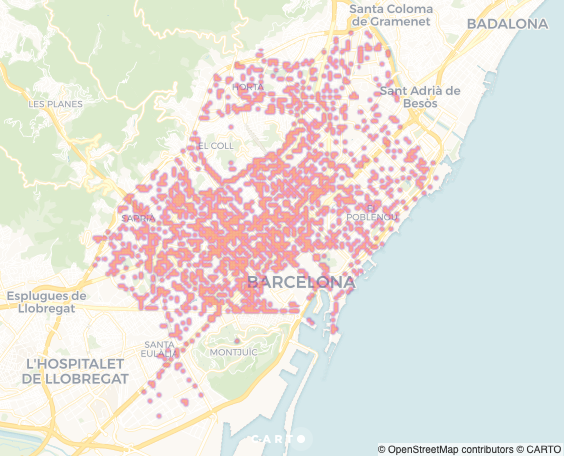 Santa Coloma
de Gramenet
BADALONA
HORTA
Sant Adrià de
Besòs
LES PLANES
EL COLL
SARRIÀ
EL
POBLENOU
BARCELONA
Esplugues de
Llobregat
SANTA
EULÀLIA
MONTJUÏC
L'HOSPITALET
DE LLOBREGAT
CARTO
© OpenStreetMap contributors © CARTO